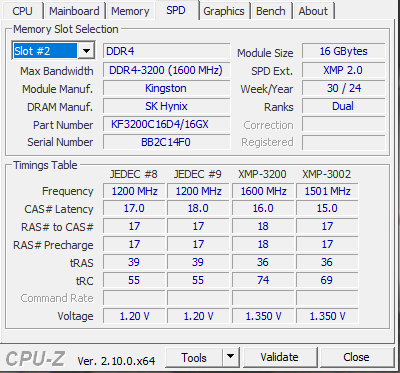 CPU Mainboard Memory SPD Graphics Bench About
Memory Slot Selection
Slot #2 DDR4 Module Size 16 GBytes
Max Bandwidth DDR4-3200 (1600 MHz) SPD Ext. XMP 2.0
Module Manuf. Kingston Week/Year 30 / 24
DRAM Manuf. SK Hynix Ranks Dual
Part Number KF3200C16D4/16GX Correction
Serial Number BB2C14F0 Registered
Timings Table
JEDEC #8 JEDEC #9 XMP-3200 XMP-3002
Frequency 1200 MHz 1200 MHz 1600 MHz 1501 MHz
CAS# Latency 17.0 18.0 16.0 15.0
RAS# to CAS# 17 17 18 17
RAS# Precharge 17 17 18 17
tRAS 39 39 36 36
tRC 55 55 74 69
Command Rate
Voltage 1.20 V 1.20 V 1.350 V 1.350 V
CPU-Z Ver. 2.10.0.x64 Tools Validate Close